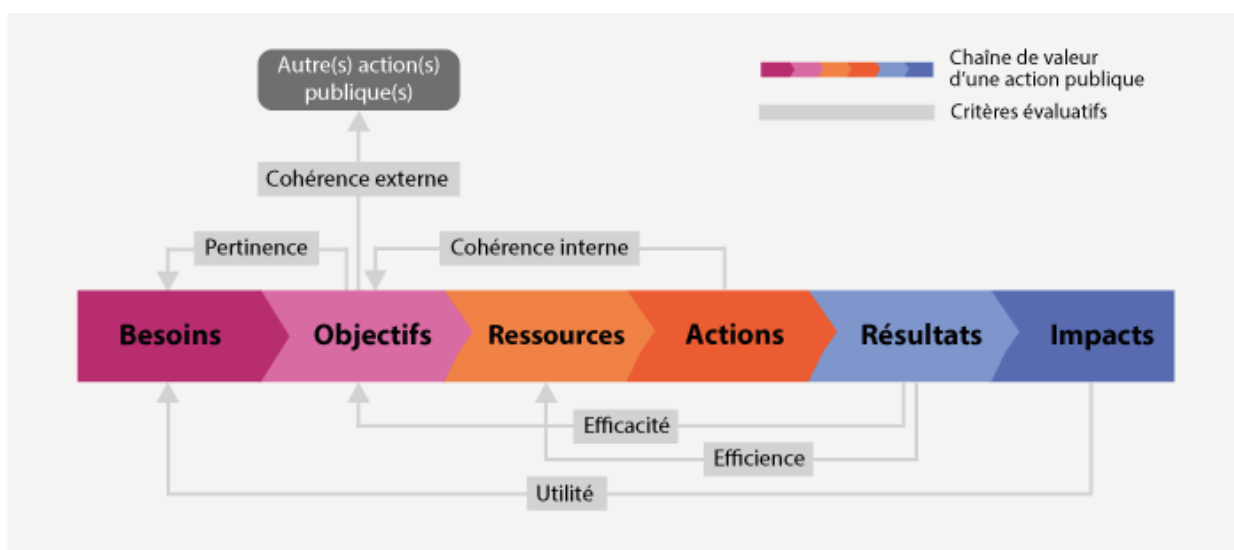 Autre(s) action(s)
publique(s)
Chaîne de valeur
d'une action publique
Critères évaluatifs
Cohérence externe
Pertinence
Cohérence interne
Besoins
Objectifs
Ressources
Actions
Résultats
Impacts
Efficacité
Efficience
Utilité